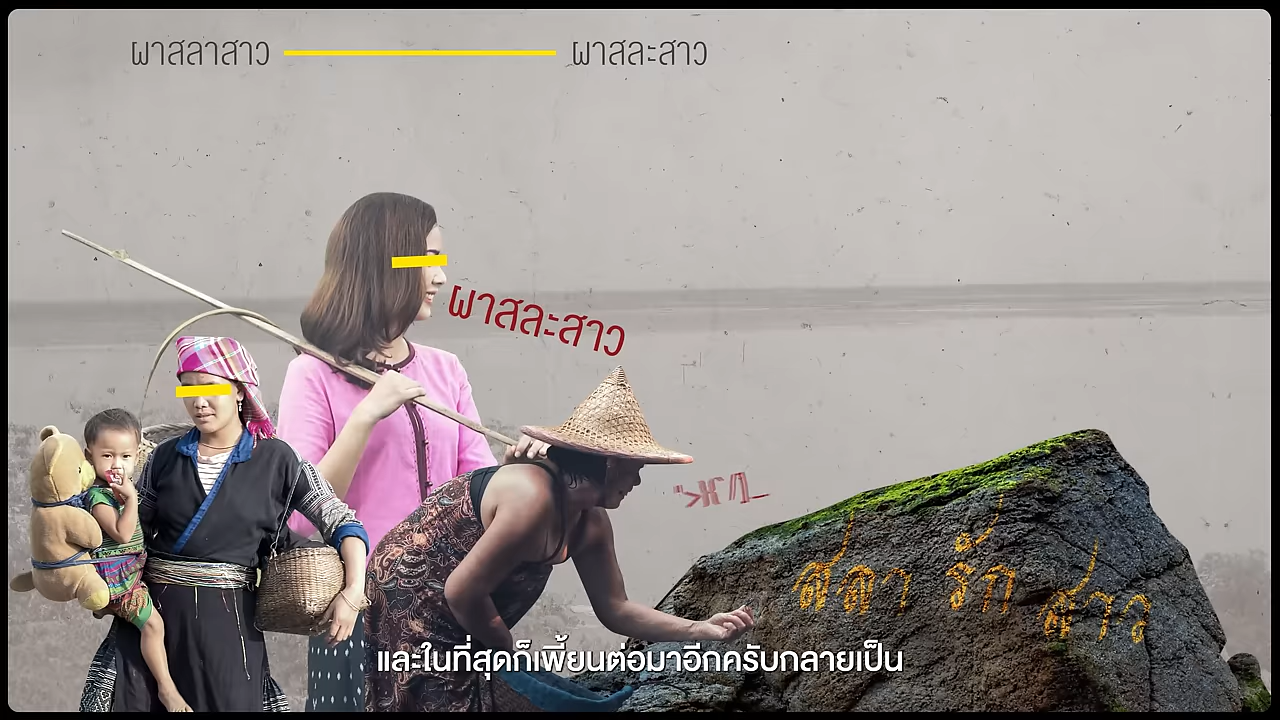 ผาสลาสาว ผาสละสาว
ผาสละสาว
สลา รัก สาว
และในที่สุดก็เพี้ยนต่อมาอีกครับกลายเป็น